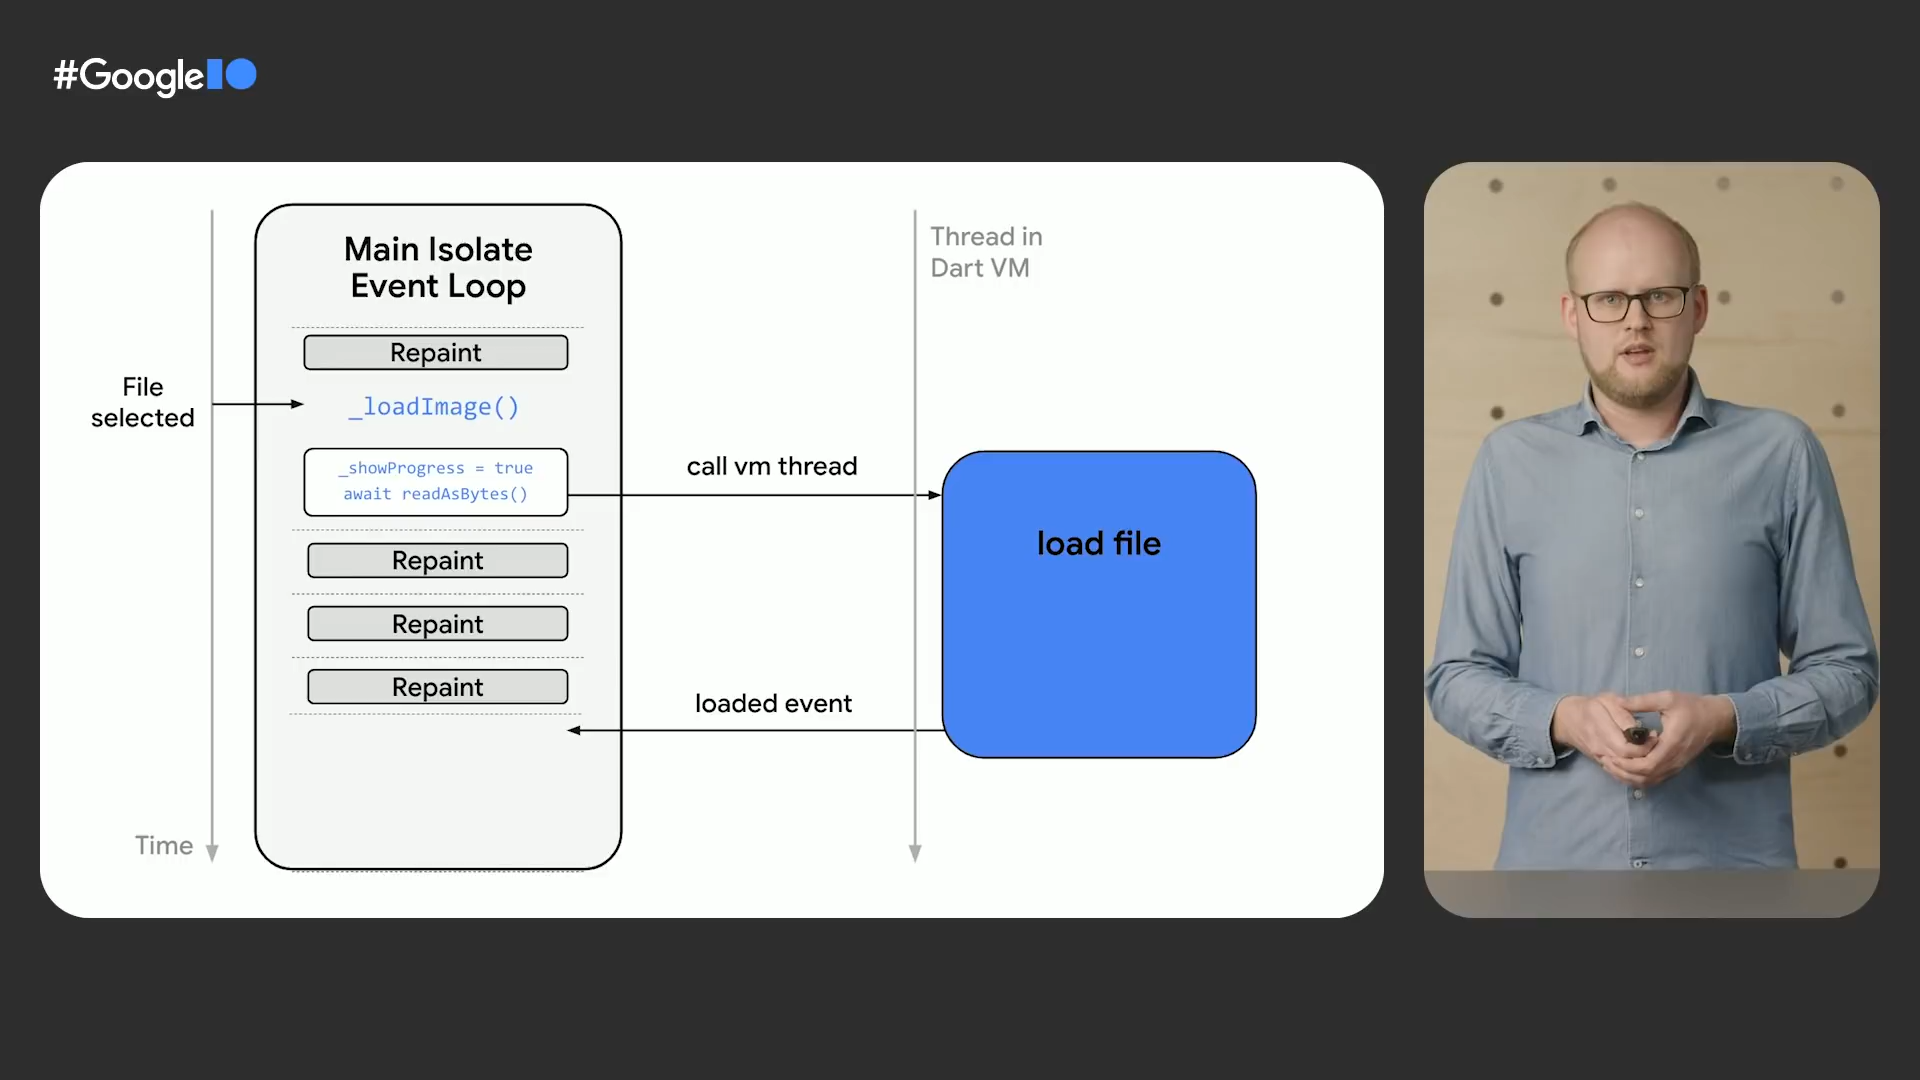 #GoogleIO
Main Isolate
Event Loop
Thread in
Dart VM
Repaint
File
selected
_loadImage()
_showProgress = true
await readAsBytes()
call vm thread
load file
Repaint
Repaint
Repaint
loaded event
Time